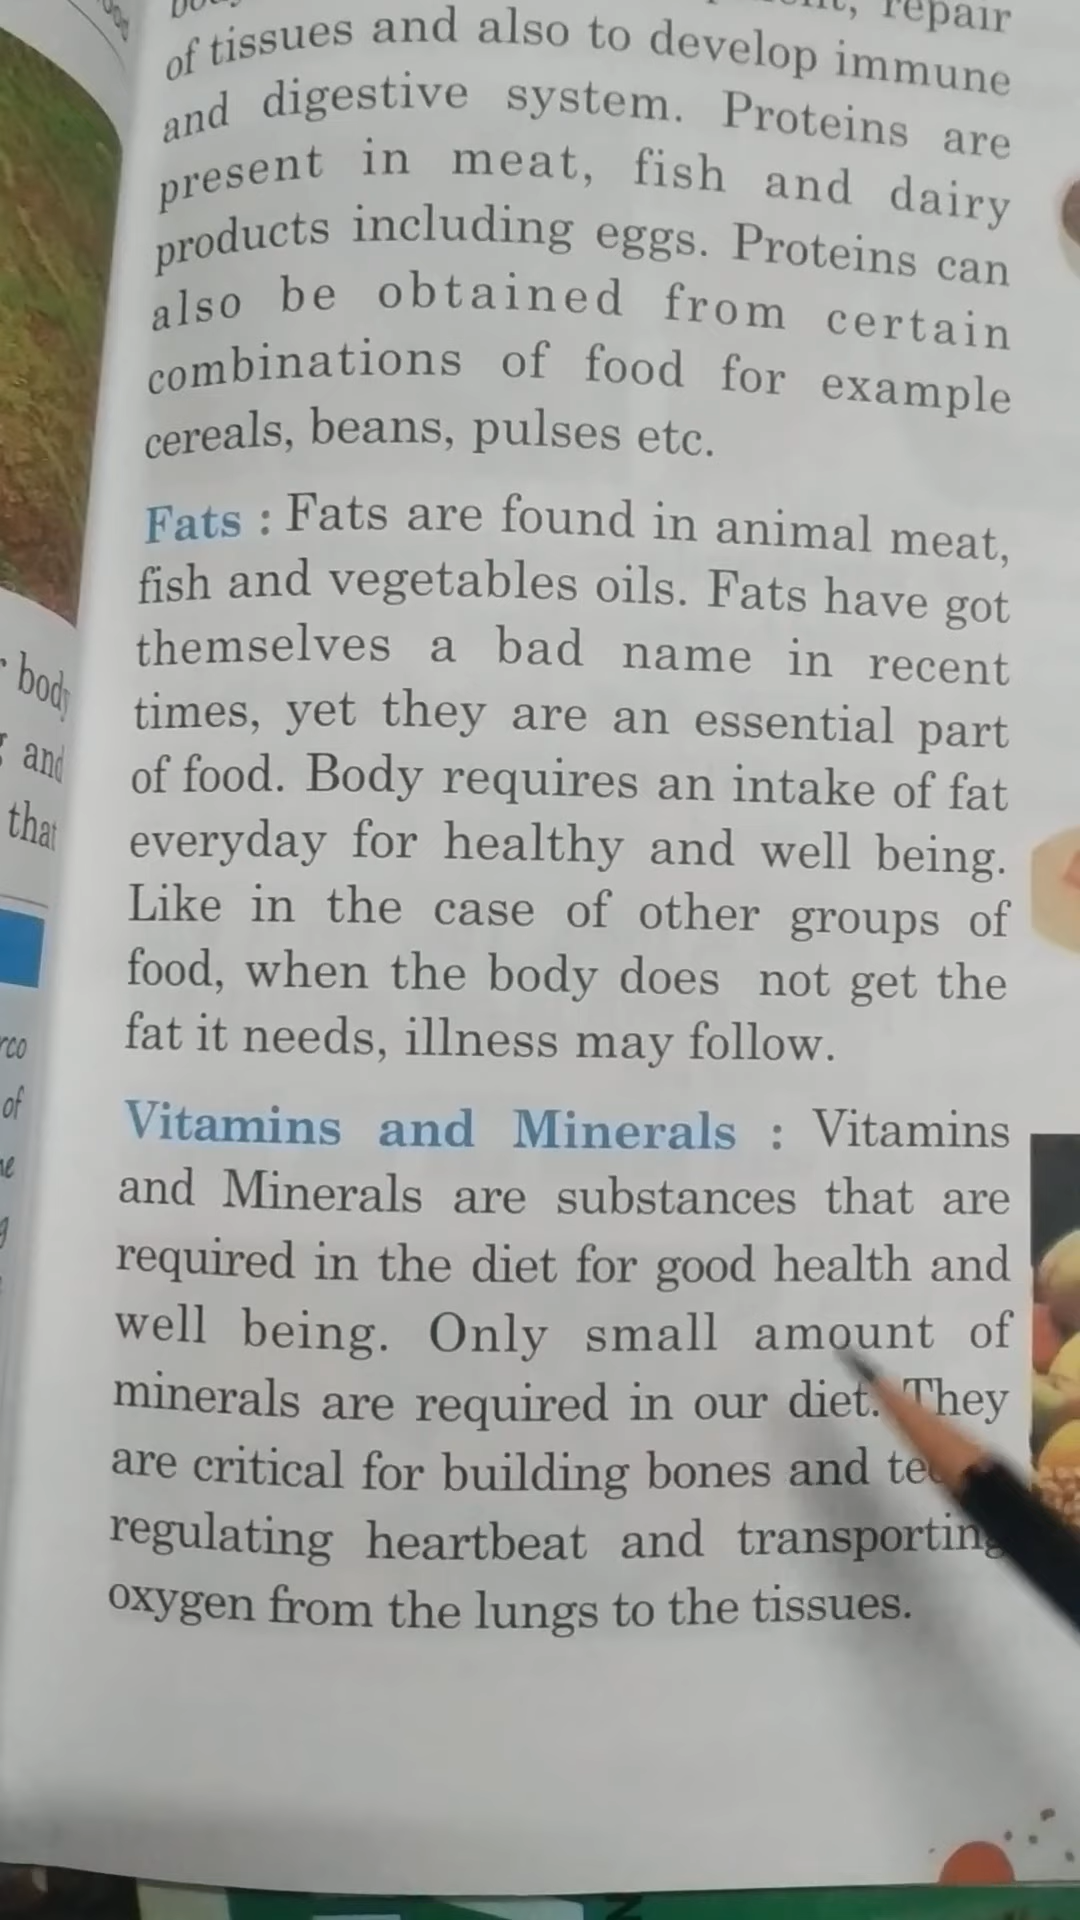 repair
of tissues and also to develop immune
and digestive system. Proteins are
present in meat, fish and dairy
products including eggs. Proteins can
also be obtained from certain
combinations of food for example
cereals, beans, pulses etc.
Fats : Fats are found in animal meat,
fish and vegetables oils. Fats have got
themselves a bad name in recent
times, yet they are an essential part
of food. Body requires an intake of fat
everyday for healthy and well being.
Like in the case of other groups of
food, when the body does not get the
fat it needs, illness may follow.
Vitamins and Minerals : Vitamins
and Minerals are substances that are
required in the diet for good health and
well being. Only small amount of
minerals are required in our diet. They
are critical for building bones and
regulating heartbeat and transporting
oxygen from the lungs to the tissues.
body
and
that
of